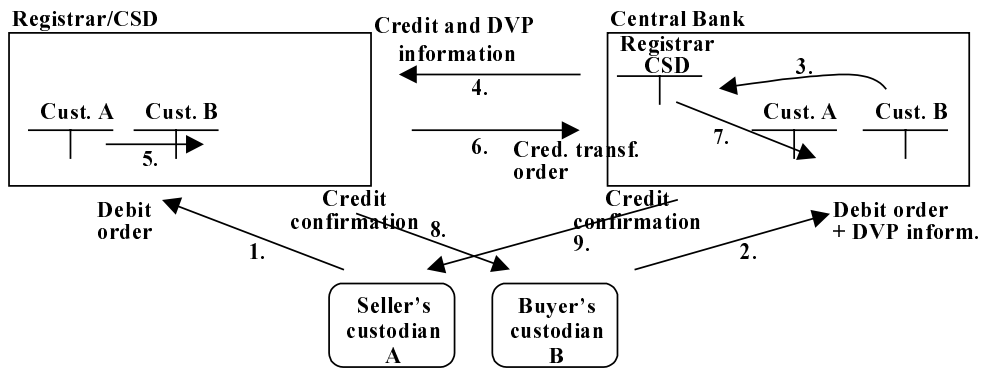 Registrar/CSD
Credit and DVP
information
4.
Central Bank
Registrar
CSD
3.
Cust. A
Cust. B
5.
6.
Cred. transf.
order
7.
Cust. A
Cust. B
Debit
order
1.
Credit
confirmation
8.
Credit
confirmation
9.
2.
Debit order
+ DVP inform.
Seller's
custodian
A
Buyer's
custodian
B